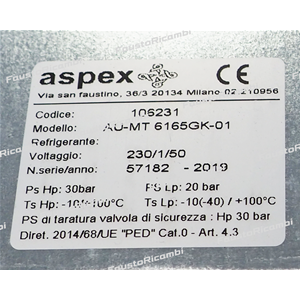 aspex CE
Via san faustino, 36/3 20134 Milano 02.210956
Codice: 106231
Modello: AU-MT 6165GK-01
Refrigerante:
Voltaggio: 230/1/50
N.serie/anno: 57182 - 2019
Ps Hp: 30bar PS Lp: 20 bar
Ts Hp: -10/+100°C Ts Lp: -10(-40) / +100°C
PS di taratura valvola di sicurezza : Hp 30 bar
Diret. 2014/68/UE "PED" Cat.0 - Art. 4.3
FaustoRicambi